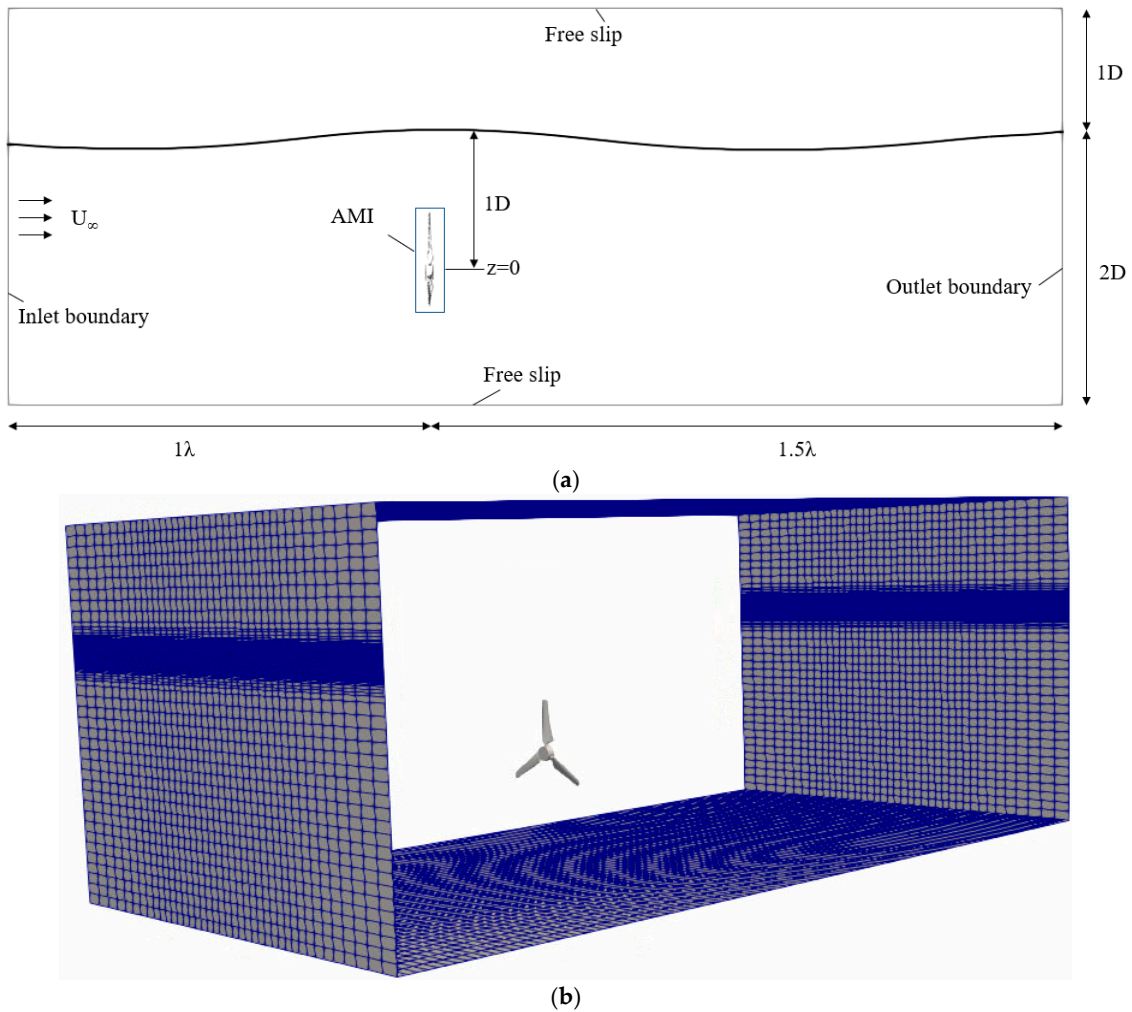 Free slip
1D
1D
U∞
AMI
z=0
2D
Outlet boundary
Inlet boundary
Free slip
1λ
1.5λ
(a)
(b)